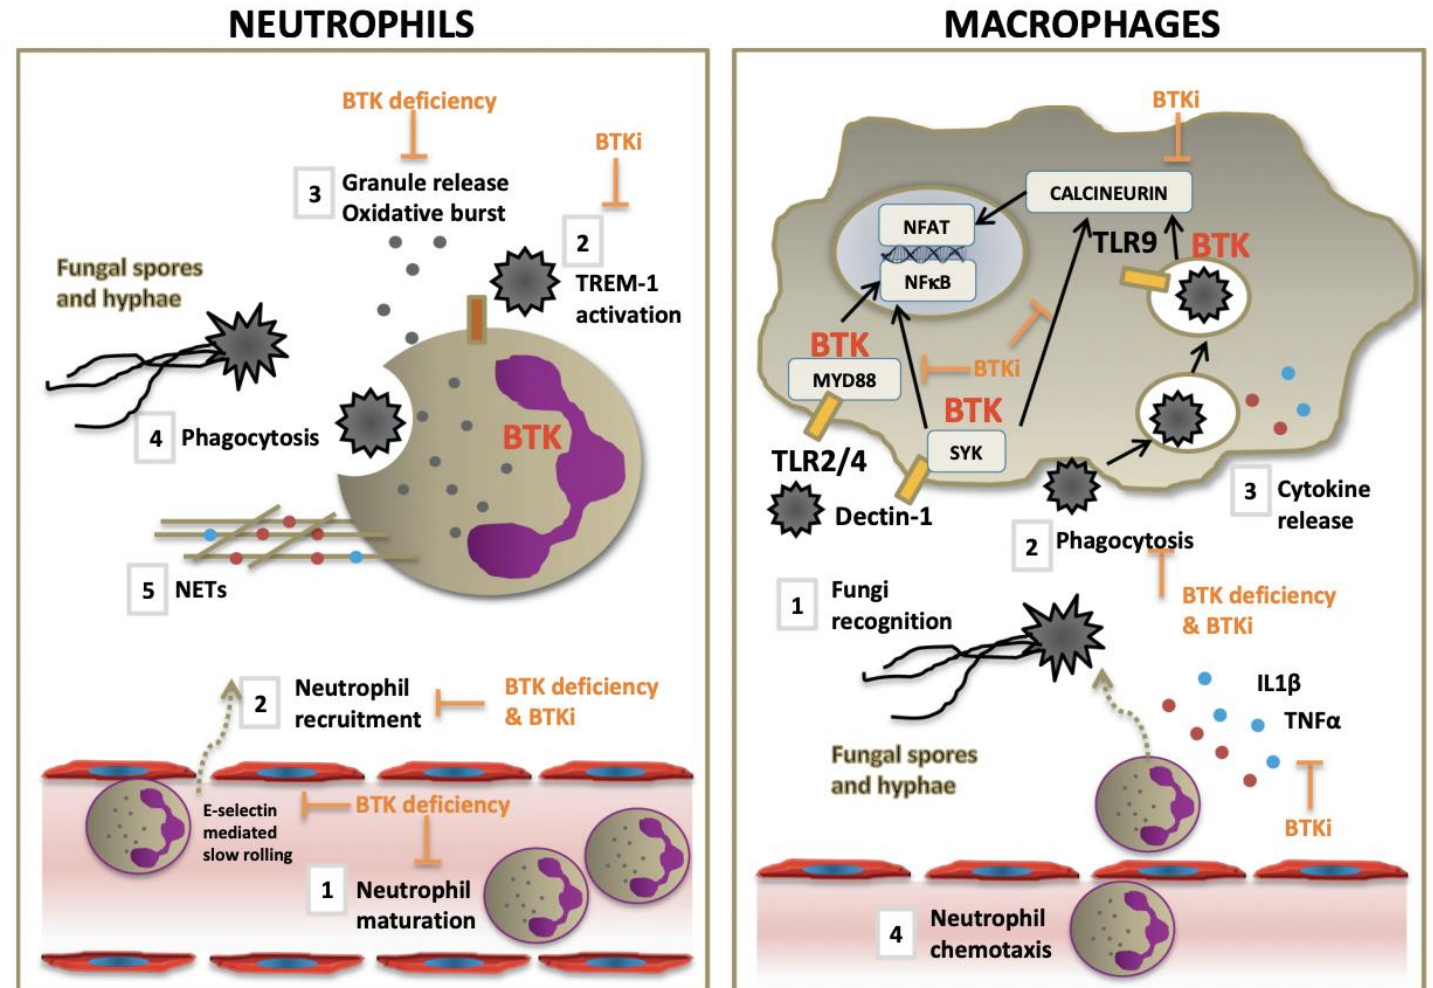 NEUTROPHILS
BTK deficiency
BTKi
3
Granule release
Oxidative burst
2
TREM-1
activation
Fungal spores
and hyphae
4
Phagocytosis
BTK
5
NETs
2
Neutrophil
recruitment
BTK deficiency
& BTKi
E-selectin
mediated
slow rolling
BTK deficiency
1
Neutrophil
maturation
MACROPHAGES
BTKi
CALCINEURIN
NFAT
NFκB
TLR9
BTK
BTK
MYD88
BTKi
BTK
SYK
TLR2/4
Dectin-1
3
Cytokine
release
2
Phagocytosis
1
Fungi
recognition
BTK deficiency
& BTKi
IL1β
TNFα
Fungal spores
and hyphae
BTKi
4
Neutrophil
chemotaxis